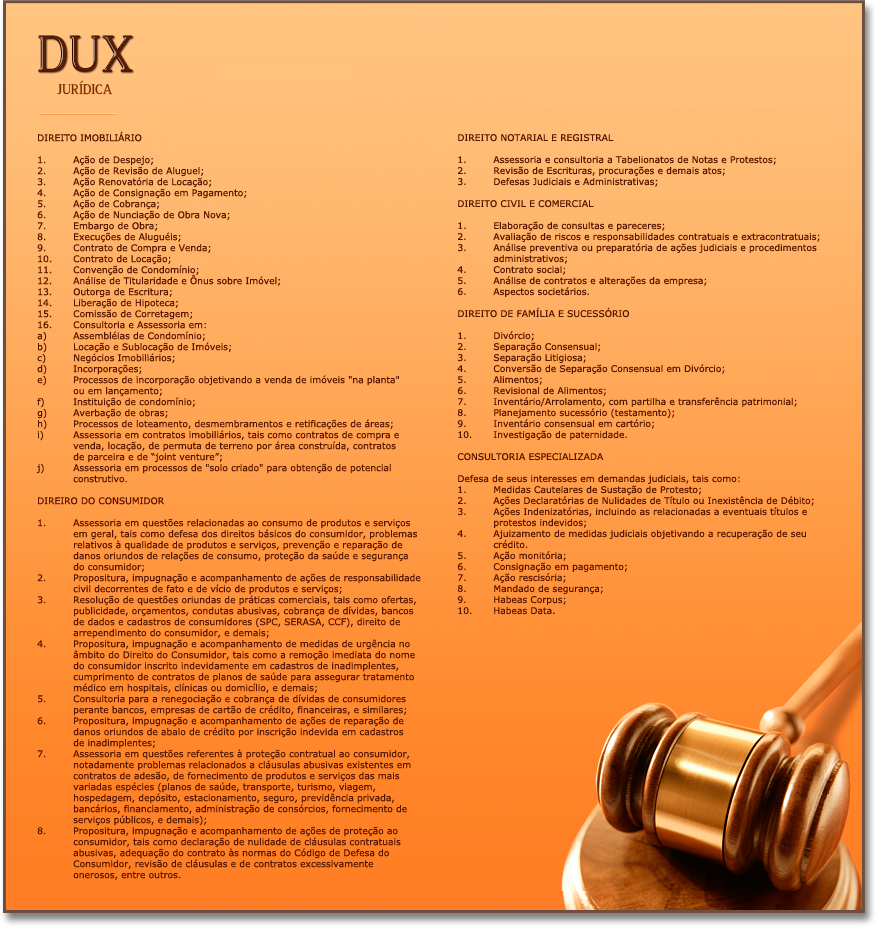 DUX
JURÍDICA
DIREITO IMOBILIÁRIO
1. Ação de Despejo;
2. Ação de Revisão de Aluguel;
3. Ação Renovatória de Locação;
4. Ação de Consignação em Pagamento;
5. Ação de Cobrança;
6. Ação de Nunciação de Obra Nova;
7. Embargo de Obra;
8. Execuções de Aluguéis;
9. Contrato de Compra e Venda;
10. Contrato de Locação;
11. Convenção de Condomínio;
12. Análise de Titularidade e Ônus sobre Imóvel;
13. Outorga de Escritura;
14. Liberação de Hipoteca;
15. Comissão de Corretagem;
16. Consultoria e Assessoria em:
a) Assembléias de Condomínio;
b) Locação e Sublocação de Imóveis;
c) Negócios Imobiliários;
d) Incorporações;
e) Processos de incorporação objetivando a venda de imóveis "na planta"
ou em lançamento;
f) Instituição de condomínio;
g) Averbação de obras;
h) Processos de loteamento, desmembramentos e retificações de áreas;
i) Assessoria em contratos imobiliários, tais como contratos de compra e
venda, locação, de permuta de terreno por área construída, contratos
de parceira e de “joint venture”;
j) Assessoria em processos de "solo criado" para obtenção de potencial
construtivo.
DIREIRO DO CONSUMIDOR
1. Assessoria em questões relacionadas ao consumo de produtos e serviços
em geral, tais como defesa dos direitos básicos do consumidor, problemas
relativos à qualidade de produtos e serviços, prevenção e reparação de
danos oriundos de relações de consumo, proteção da saúde e segurança
do consumidor;
2. Propositura, impugnação e acompanhamento de ações de responsabilidade
civil decorrentes de fato e de vício de produtos e serviços;
3. Resolução de questões oriundas de práticas comerciais, tais como ofertas,
publicidade, orçamentos, condutas abusivas, cobrança de dívidas, bancos
de dados e cadastros de consumidores (SPC, SERASA, CCF), direito de
arrependimento do consumidor, e demais;
4. Propositura, impugnação e acompanhamento de medidas de urgência no
âmbito do Direito do Consumidor, tais como a remoção imediata do nome
do consumidor inscrito indevidamente em cadastros de inadimplentes,
cumprimento de contratos de planos de saúde para assegurar tratamento
médico em hospitais, clínicas ou domicílio, e demais;
5. Consultoria para a renegociação e cobrança de dívidas de consumidores
perante bancos, empresas de cartão de crédito, financeiras, e similares;
6. Propositura, impugnação e acompanhamento de ações de reparação de
danos oriundos de abalo de crédito por inscrição indevida em cadastros
de inadimplentes;
7. Assessoria em questões referentes à proteção contratual ao consumidor,
notadamente problemas relacionados a cláusulas abusivas existentes em
contratos de adesão, de fornecimento de produtos e serviços das mais
variadas espécies (planos de saúde, transporte, turismo, viagem,
hospedagem, depósito, estacionamento, seguro, previdência privada,
bancários, financiamento, administração de consórcios, fornecimento de
serviços públicos, e demais);
8. Propositura, impugnação e acompanhamento de ações de proteção ao
consumidor, tais como declaração de nulidade de cláusulas contratuais
abusivas, adequação do contrato às normas do Código de Defesa do
Consumidor, revisão de cláusulas e de contratos excessivamente
onerosos, entre outros.
DIREITO NOTARIAL E REGISTRAL
1. Assessoria e consultoria a Tabelionatos de Notas e Protestos;
2. Revisão de Escrituras, procurações e demais atos;
3. Defesas Judiciais e Administrativas;
DIREITO CIVIL E COMERCIAL
1. Elaboração de consultas e pareceres;
2. Avaliação de riscos e responsabilidades contratuais e extracontratuais;
3. Análise preventiva ou preparatória de ações judiciais e procedimentos
administrativos;
4. Contrato social;
5. Análise de contratos e alterações da empresa;
6. Aspectos societários.
DIREITO DE FAMÍLIA E SUCESSÓRIO
1. Divórcio;
2. Separação Consensual;
3. Separação Litigiosa;
4. Conversão de Separação Consensual em Divórcio;
5. Alimentos;
6. Revisional de Alimentos;
7. Inventário/Arrolamento, com partilha e transferência patrimonial;
8. Planejamento sucessório (testamento);
9. Inventário consensual em cartório;
10. Investigação de paternidade.
CONSULTORIA ESPECIALIZADA
Defesa de seus interesses em demandas judiciais, tais como:
1. Medidas Cautelares de Sustação de Protesto;
2. Ações Declaratórias de Nulidades de Título ou Inexistência de Débito;
3. Ações Indenizatórias, incluindo as relacionadas a eventuais títulos e
protestos indevidos;
4. Ajuizamento de medidas judiciais objetivando a recuperação de seu
crédito.
5. Ação monitória;
6. Consignação em pagamento;
7. Ação rescisória;
8. Mandado de segurança;
9. Habeas Corpus;
10. Habeas Data.